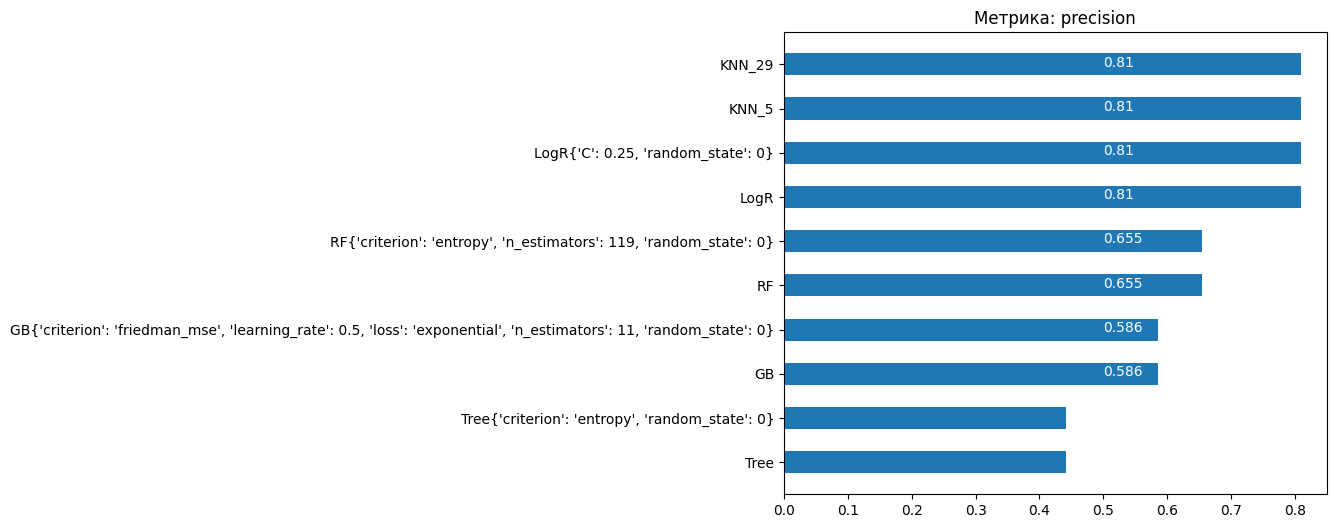 Метрика: precision
KNN_29
0.81
KNN_5
0.81
LogR{'C': 0.25, 'random_state': 0}
0.81
LogR
0.81
RF{'criterion': 'entropy', 'n_estimators': 119, 'random_state': 0}
0.655
RF
0.655
GB{'criterion': 'friedman_mse', 'learning_rate': 0.5, 'loss': 'exponential', 'n_estimators': 11, 'random_state': 0}
0.586
GB
0.586
Tree{'criterion': 'entropy', 'random_state': 0}
Tree
0.0 0.1 0.2 0.3 0.4 0.5 0.6 0.7 0.8